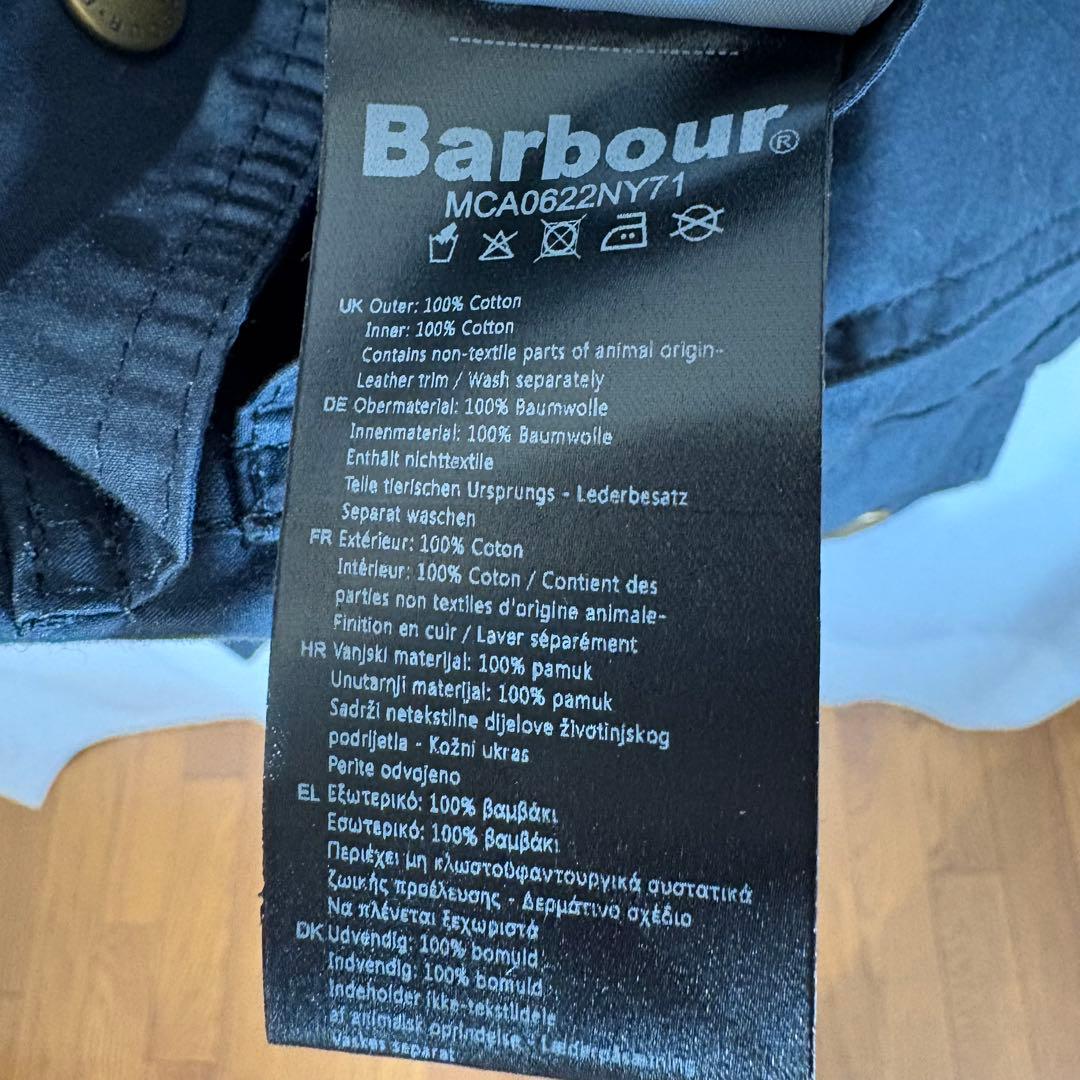 Barbour®
MCA0622NY71
UK Outer: 100% Cotton
Inner: 100% Cotton
Contains non-textile parts of animal origin-
Leather trim / Wash separately
DE Obermaterial: 100% Baumwolle
Innenmaterial: 100% Baumwolle
Enthält nichttextile
Teile tierischen Ursprungs - Lederbesatz
Separat waschen
FR Extérieur: 100% Coton
Intérieur: 100% Coton / Contient des
parties non textiles d'origine animale-
Finition en cuir / Laver séparément
HR Vanjski materijal: 100% pamuk
Unutarnji materijal: 100% pamuk
Sadrži netekstilne dijelove životinjskog
podrijetla - Kožni ukras
Perite odvojeno
EL Εξωτερικό: 100% βαμβάκι
Εσωτερικό: 100% βαμβάκι
Περιέχει μη κλωστοϋφαντουργικά συστατικά
ζωικής προέλευσης - Δερμάτινο σχέδιο
Να πλένεται ξεχωριστά
DK Udvendig: 100% bomuld
Indvendig: 100% bomuld
Indeholder ikke-tekstildele
af animalsk oprindelse -
Vaskes separat